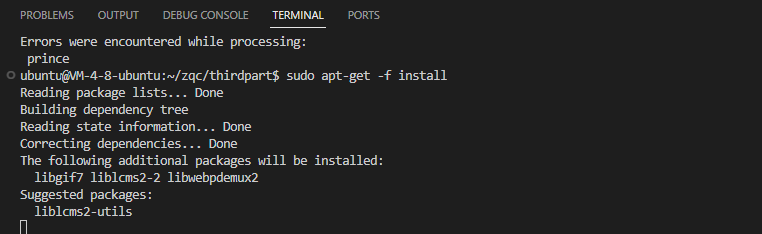 PROBLEMS OUTPUT DEBUG CONSOLE TERMINAL PORTS
Errors were encountered while processing:
 prince
ubuntu@VM-4-8-ubuntu:~/zqc/thirdpart$ sudo apt-get -f install
Reading package lists... Done
Building dependency tree
Reading state information... Done
Correcting dependencies... Done
The following additional packages will be installed:
  libgif7 liblcms2-2 libwebpdemux2
Suggested packages:
  liblcms2-utils